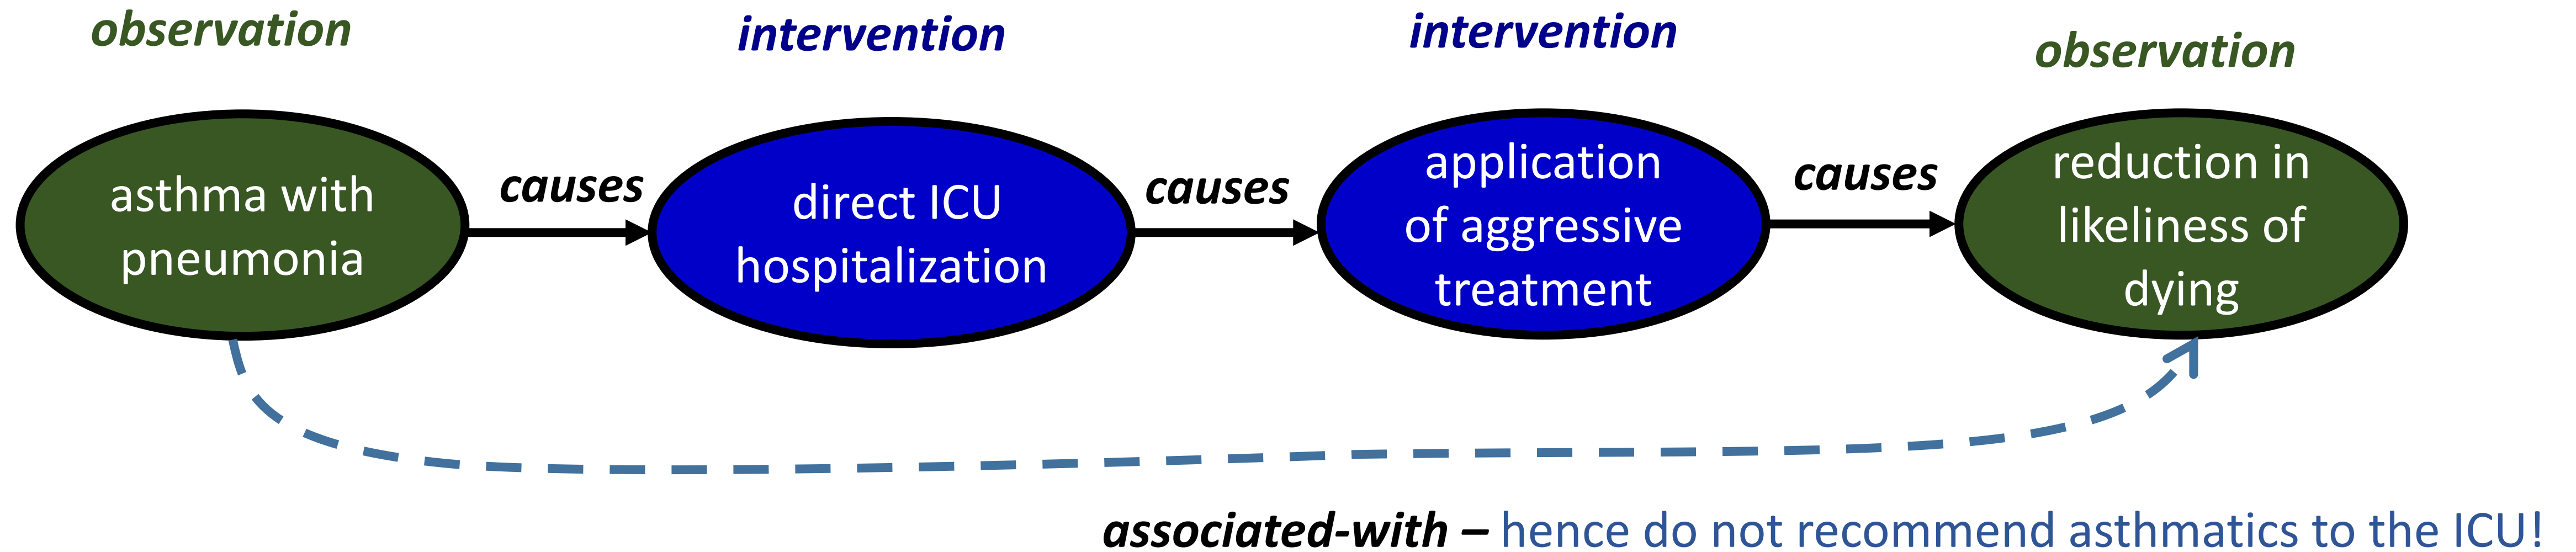 observation
intervention
intervention
observation
asthma with
pneumonia
causes
direct ICU
hospitalization
causes
application
of aggressive
treatment
causes
reduction in
likeliness of
dying
associated-with – hence do not recommend asthmatics to the ICU!